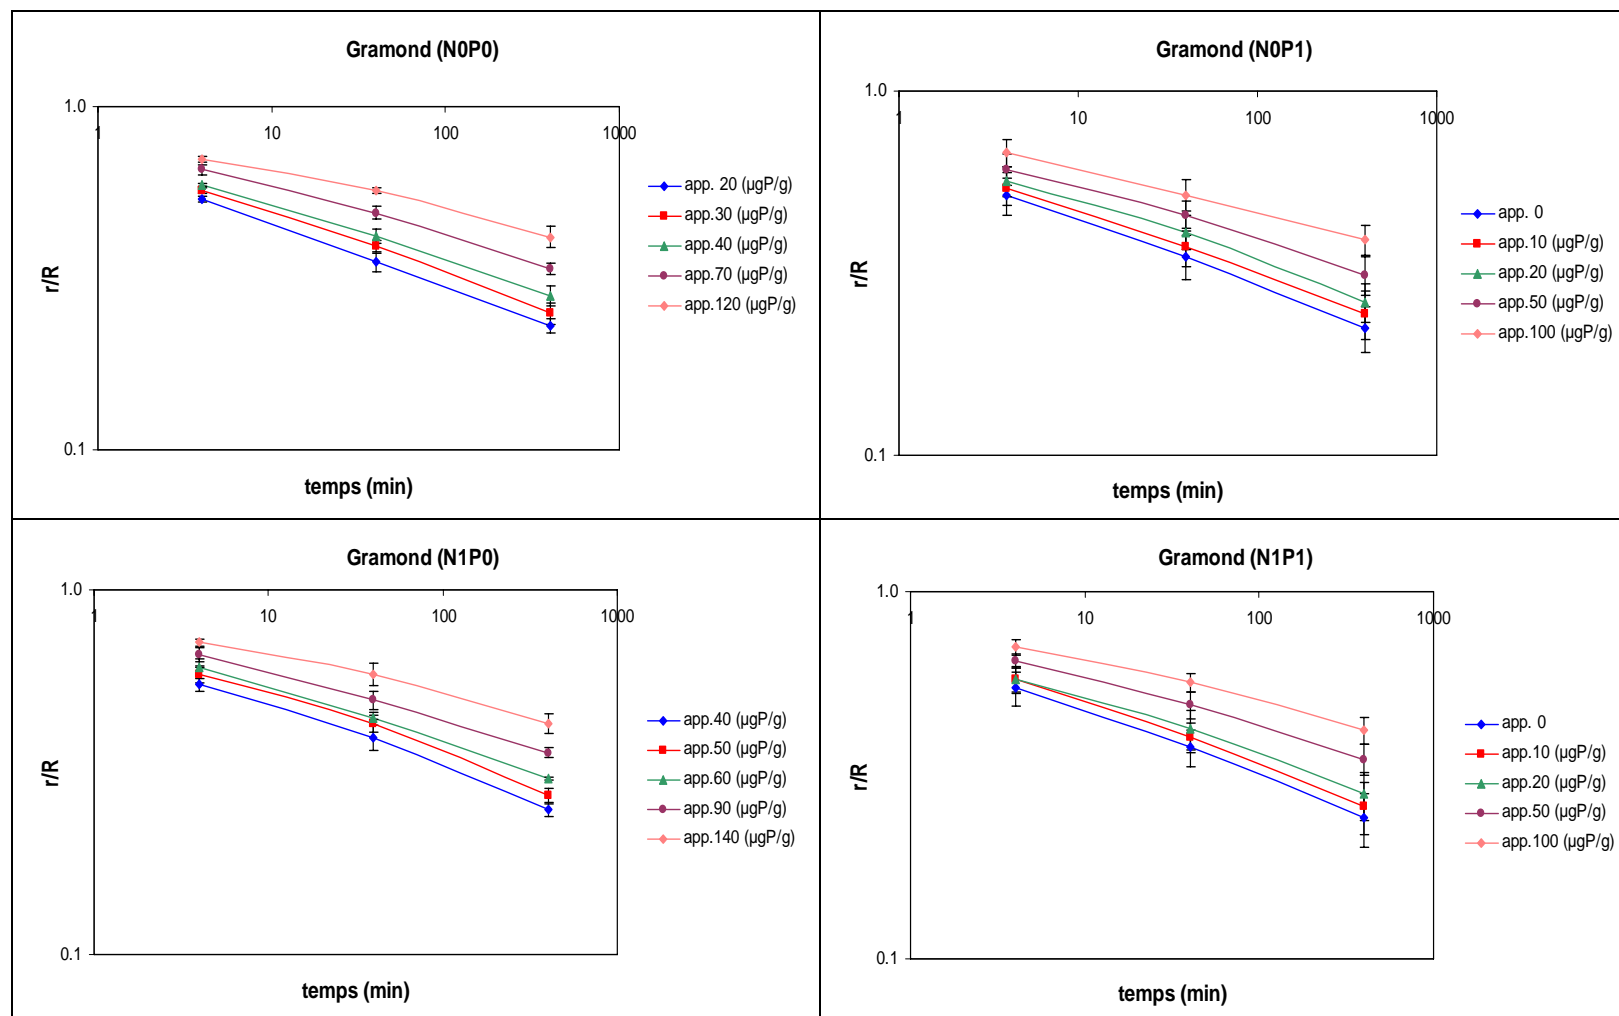 Gramond (N0P0)
1.0
1 10 100 1000
0.1
r/R
temps (min)
app. 20 (µgP/g)
app.30 (µgP/g)
app.40 (µgP/g)
app.70 (µgP/g)
app.120 (µgP/g)
Gramond (N0P1)
1.0
1 10 100 1000
0.1
r/R
temps (min)
app. 0
app.10 (µgP/g)
app.20 (µgP/g)
app.50 (µgP/g)
app.100 (µgP/g)
Gramond (N1P0)
1.0
1 10 100 1000
0.1
r/R
temps (min)
app.40 (µgP/g)
app.50 (µgP/g)
app.60 (µgP/g)
app.90 (µgP/g)
app.140 (µgP/g)
Gramond (N1P1)
1.0
1 10 100 1000
0.1
r/R
temps (min)
app. 0
app.10 (µgP/g)
app.20 (µgP/g)
app.50 (µgP/g)
app.100 (µgP/g)